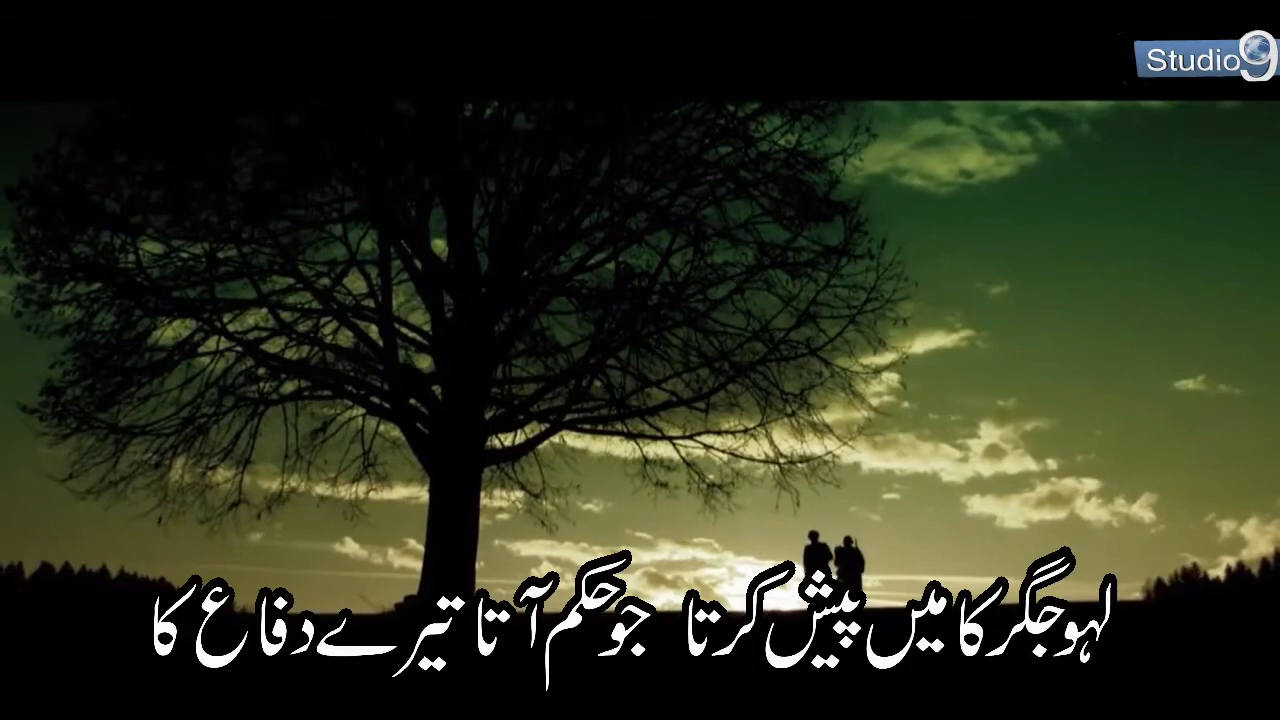 Studio9
لہو جگر کا میں پیش کرتا جو حکم آتا تیرے دفاع کا